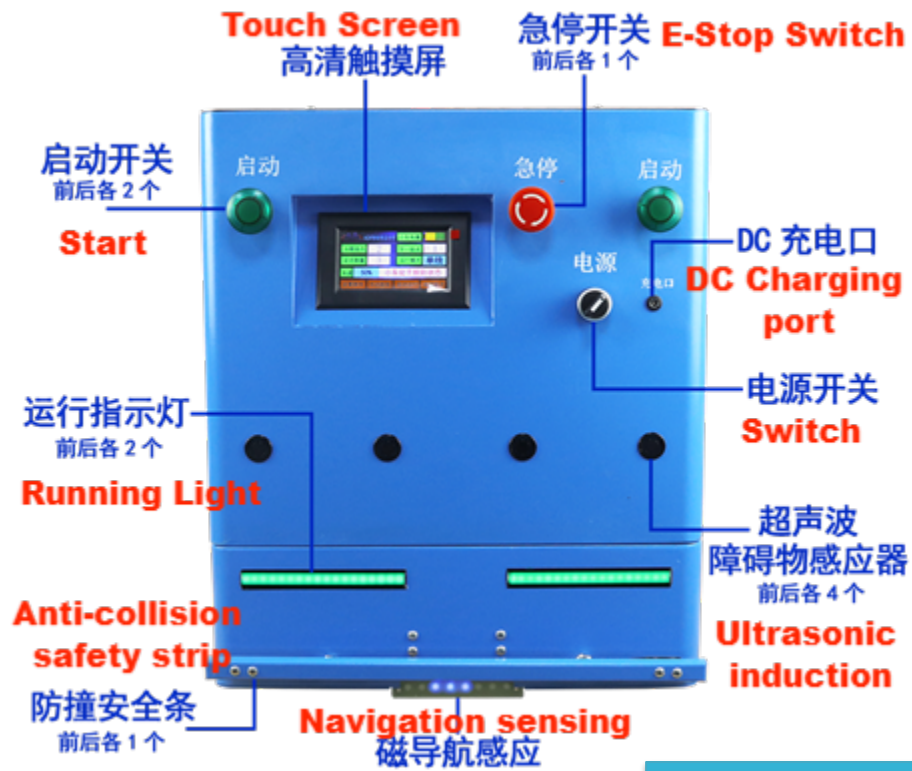 Touch Screen
高清触摸屏
急停开关
前后各1个
E-Stop Switch
启动开关
前后各2个
Start
启动
急停
启动
电源
充电口
DC 充电口
DC Charging
port
电源开关
Switch
运行指示灯
前后各2个
Running Light
超声波
障碍物感应器
前后各4个
Ultrasonic
induction
Anti-collision
safety strip
防撞安全条
前后各1个
Navigation sensing
磁导航感应